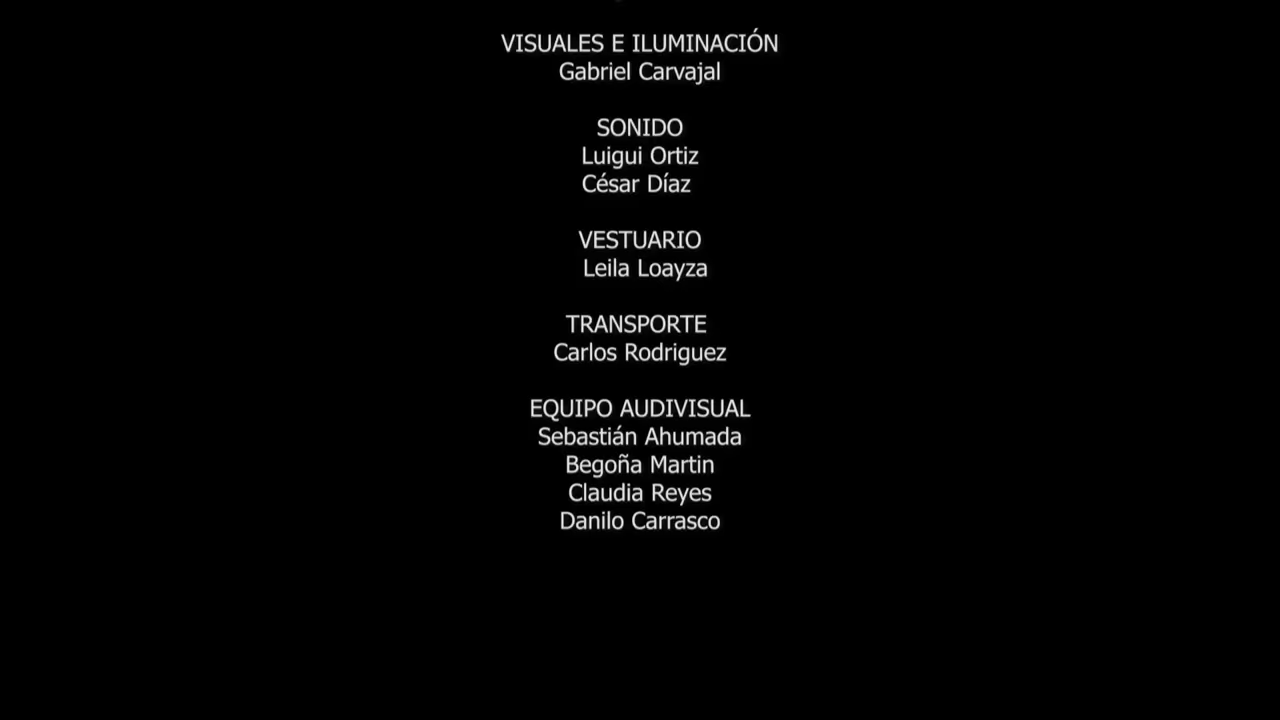 VISUALES E ILUMINACIÓN
Gabriel Carvajal
SONIDO
Luigui Ortiz
César Díaz
VESTUARIO
Leila Loayza
TRANSPORTE
Carlos Rodriguez
EQUIPO AUDIVISUAL
Sebastián Ahumada
Begoña Martin
Claudia Reyes
Danilo Carrasco